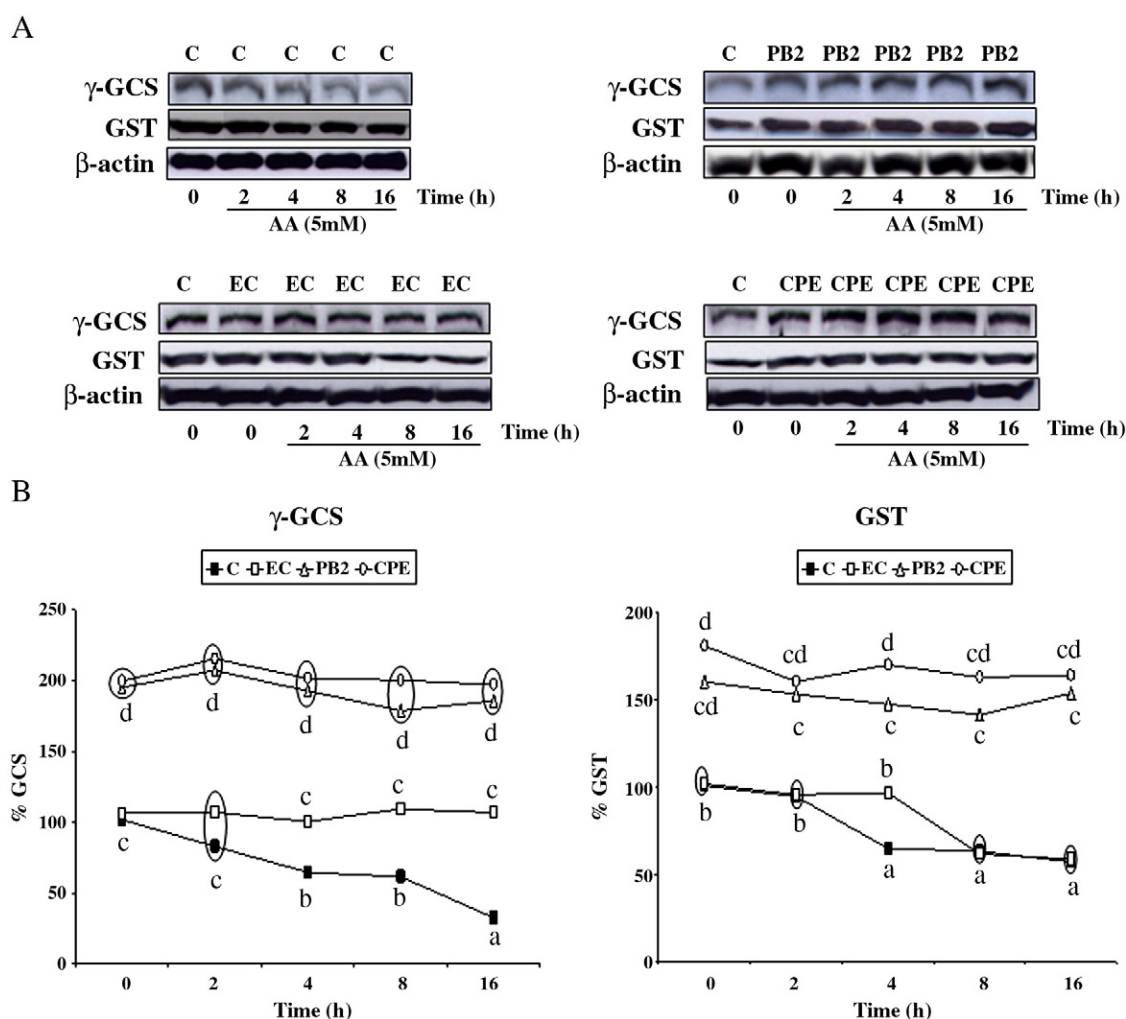 A
C C C C C
γ-GCS
GST
β-actin
0 2 4 8 16 Time (h)
AA (5mM)
C PB2 PB2 PB2 PB2 PB2
γ-GCS
GST
β-actin
0 0 2 4 8 16 Time (h)
AA (5mM)
C EC EC EC EC EC
γ-GCS
GST
β-actin
0 0 2 4 8 16 Time (h)
AA (5mM)
C CPE CPE CPE CPE CPE
γ-GCS
GST
β-actin
0 0 2 4 8 16 Time (h)
AA (5mM)
B
γ-GCS
C EC PB2 CPE
250
200
150
100
50
0
% GCS
d d d d d
c c c
c c b b a
0 2 4 8 16
Time (h)
GST
C EC PB2 CPE
200
150
100
50
0
% GST
d cd d cd cd
cd c c c c
b
b b a a a
0 2 4 8 16
Time (h)